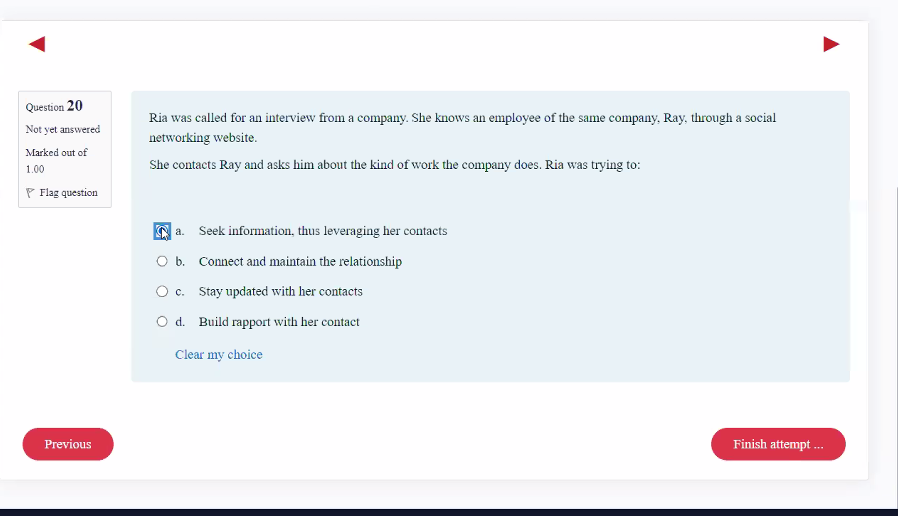 Question 20
Not yet answered
Marked out of
1.00
Flag question
Ria was called for an interview from a company. She knows an employee of the same company, Ray, through a social
networking website.
She contacts Ray and asks him about the kind of work the company does. Ria was trying to:
a. Seek information, thus leveraging her contacts
b. Connect and maintain the relationship
c. Stay updated with her contacts
d. Build rapport with her contact
Clear my choice
Previous
Finish attempt ...